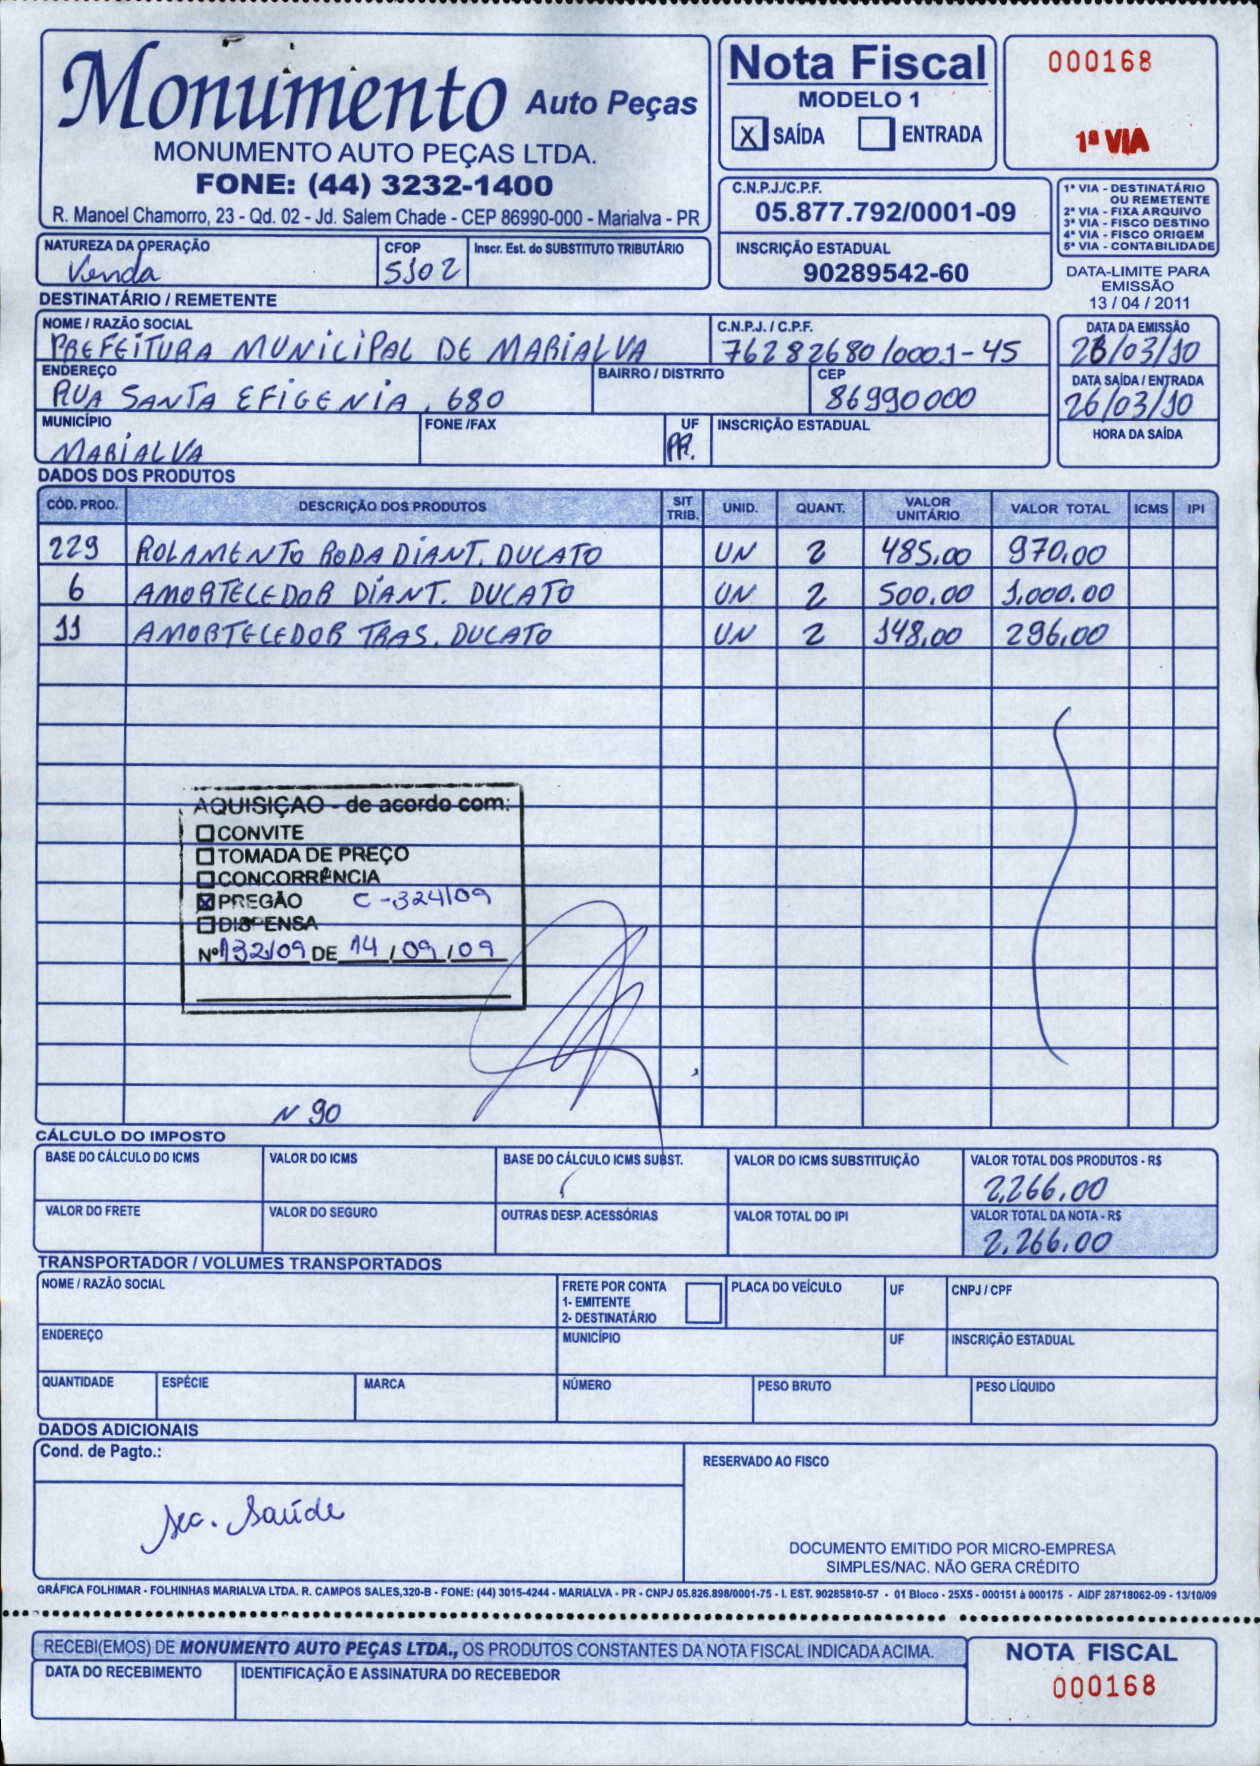 Monumento Auto Peças
MONUMENTO AUTO PEÇAS LTDA.
FONE: (44) 3232-1400
R. Manoel Chamorro, 23 - Qd. 02 - Jd. Salem Chade - CEP 86990-000 - Marialva - PR
Nota Fiscal
MODELO 1
X SAÍDA ENTRADA
000168
1ª VIA
C.N.P.J./C.P.F.
05.877.792/0001-09
INSCRIÇÃO ESTADUAL
90289542-60
1ª VIA - DESTINATÁRIO
OU REMETENTE
2ª VIA - FIXA ARQUIVO
3ª VIA - FISCO DESTINO
4ª VIA - FISCO ORIGEM
5ª VIA - CONTABILIDADE
DATA-LIMITE PARA
EMISSÃO
13 / 04 / 2011
NATUREZA DA OPERAÇÃO CFOP Inscr. Est. do SUBSTITUTO TRIBUTÁRIO
Venda 5102
DESTINATÁRIO / REMETENTE
NOME / RAZÃO SOCIAL C.N.P.J. / C.P.F. DATA DA EMISSÃO
PREFEITURA MUNICIPAL DE MARIALVA 76282680/0001-45 26/03/10
ENDEREÇO BAIRRO / DISTRITO CEP DATA SAÍDA / ENTRADA
RUA SANTA EFIGENIA, 680 86990000 26/03/10
MUNICÍPIO FONE /FAX UF INSCRIÇÃO ESTADUAL HORA DA SAÍDA
MARIALVA PR.
DADOS DOS PRODUTOS
CÓD. PROD. DESCRIÇÃO DOS PRODUTOS SIT TRIB. UNID. QUANT. VALOR UNITÁRIO VALOR TOTAL ICMS IPI
229 ROLAMENTO RODA DIANT. DUCATO UN 2 485,00 970,00
6 AMORTECEDOR DIANT. DUCATO UN 2 500,00 1,000.00
11 AMORTECEDOR TRAS. DUCATO UN 2 148,00 296,00
AQUISIÇAO - de acordo com:
CONVITE
TOMADA DE PREÇO
CONCORRÊNCIA
X PREGÃO C-324/09
DISPENSA
Nº 132/09 DE 14/09/09
N 90
CÁLCULO DO IMPOSTO
BASE DO CÁLCULO DO ICMS VALOR DO ICMS BASE DO CÁLCULO ICMS SUBST. VALOR DO ICMS SUBSTITUIÇÃO VALOR TOTAL DOS PRODUTOS - R$
2,266,00
VALOR DO FRETE VALOR DO SEGURO OUTRAS DESP. ACESSÓRIAS VALOR TOTAL DO IPI VALOR TOTAL DA NOTA - R$
2,266,00
TRANSPORTADOR / VOLUMES TRANSPORTADOS
NOME / RAZÃO SOCIAL FRETE POR CONTA PLACA DO VEÍCULO UF CNPJ / CPF
1- EMITENTE
2- DESTINATÁRIO
ENDEREÇO MUNICÍPIO UF INSCRIÇÃO ESTADUAL
QUANTIDADE ESPÉCIE MARCA NÚMERO PESO BRUTO PESO LÍQUIDO
DADOS ADICIONAIS
Cond. de Pagto.: RESERVADO AO FISCO
Sec. Saúde
DOCUMENTO EMITIDO POR MICRO-EMPRESA
SIMPLES/NAC. NÃO GERA CRÉDITO
GRÁFICA FOLHIMAR - FOLHINHAS MARIALVA LTDA. R. CAMPOS SALES,320-B - FONE: (44) 3015-4244 - MARIALVA - PR - CNPJ 05.826.898/0001-75 - I. EST. 90285810-57 - 01 Bloco - 25X5 - 000151 à 000175 - AIDF 28718062-09 - 13/10/09
RECEBI(EMOS) DE MONUMENTO AUTO PEÇAS LTDA., OS PRODUTOS CONSTANTES DA NOTA FISCAL INDICADA ACIMA.
DATA DO RECEBIMENTO IDENTIFICAÇÃO E ASSINATURA DO RECEBEDOR
NOTA FISCAL
000168